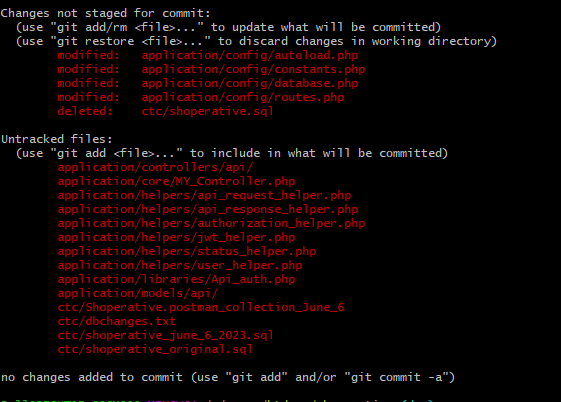 Changes not staged for commit:
  (use "git add/rm <file>..." to update what will be committed)
  (use "git restore <file>..." to discard changes in working directory)
        modified:   application/config/autoload.php
        modified:   application/config/constants.php
        modified:   application/config/database.php
        modified:   application/config/routes.php
        deleted:    ctc/shoperative.sql

Untracked files:
  (use "git add <file>..." to include in what will be committed)
        application/controllers/api/
        application/core/MY_Controller.php
        application/helpers/api_request_helper.php
        application/helpers/api_response_helper.php
        application/helpers/authorization_helper.php
        application/helpers/jwt_helper.php
        application/helpers/status_helper.php
        application/helpers/user_helper.php
        application/libraries/Api_auth.php
        application/models/api/
        ctc/Shoperative.postman_collection_June_6
        ctc/dbchanges.txt
        ctc/shoperative_june_6_2023.sql
        ctc/shoperative_original.sql

no changes added to commit (use "git add" and/or "git commit -a")